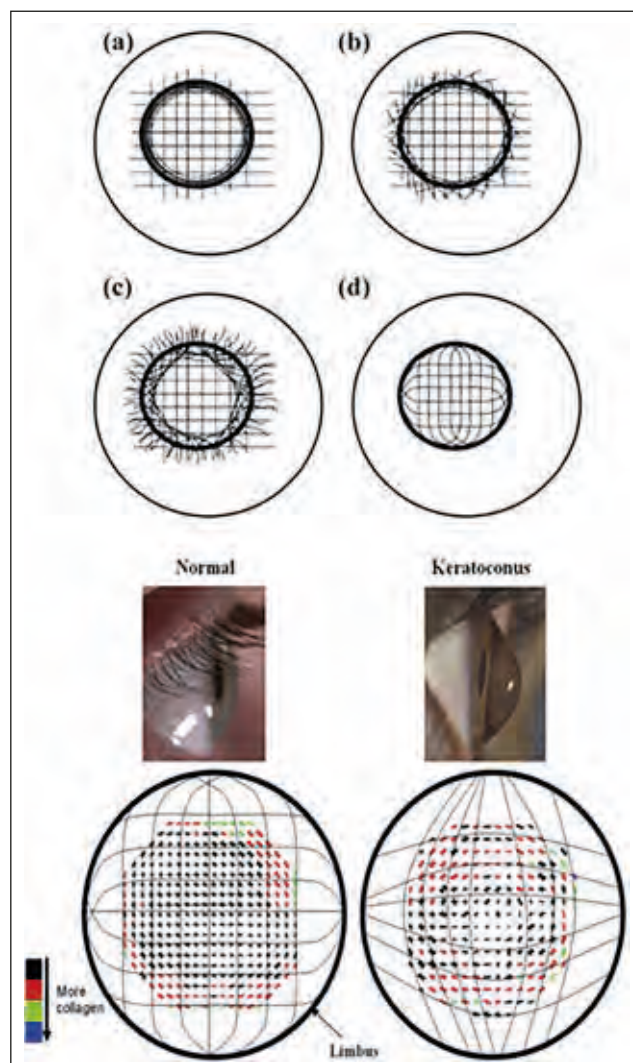 (a) (b)
(c) (d)
Normal Keratoconus
More
collagen
Limbus